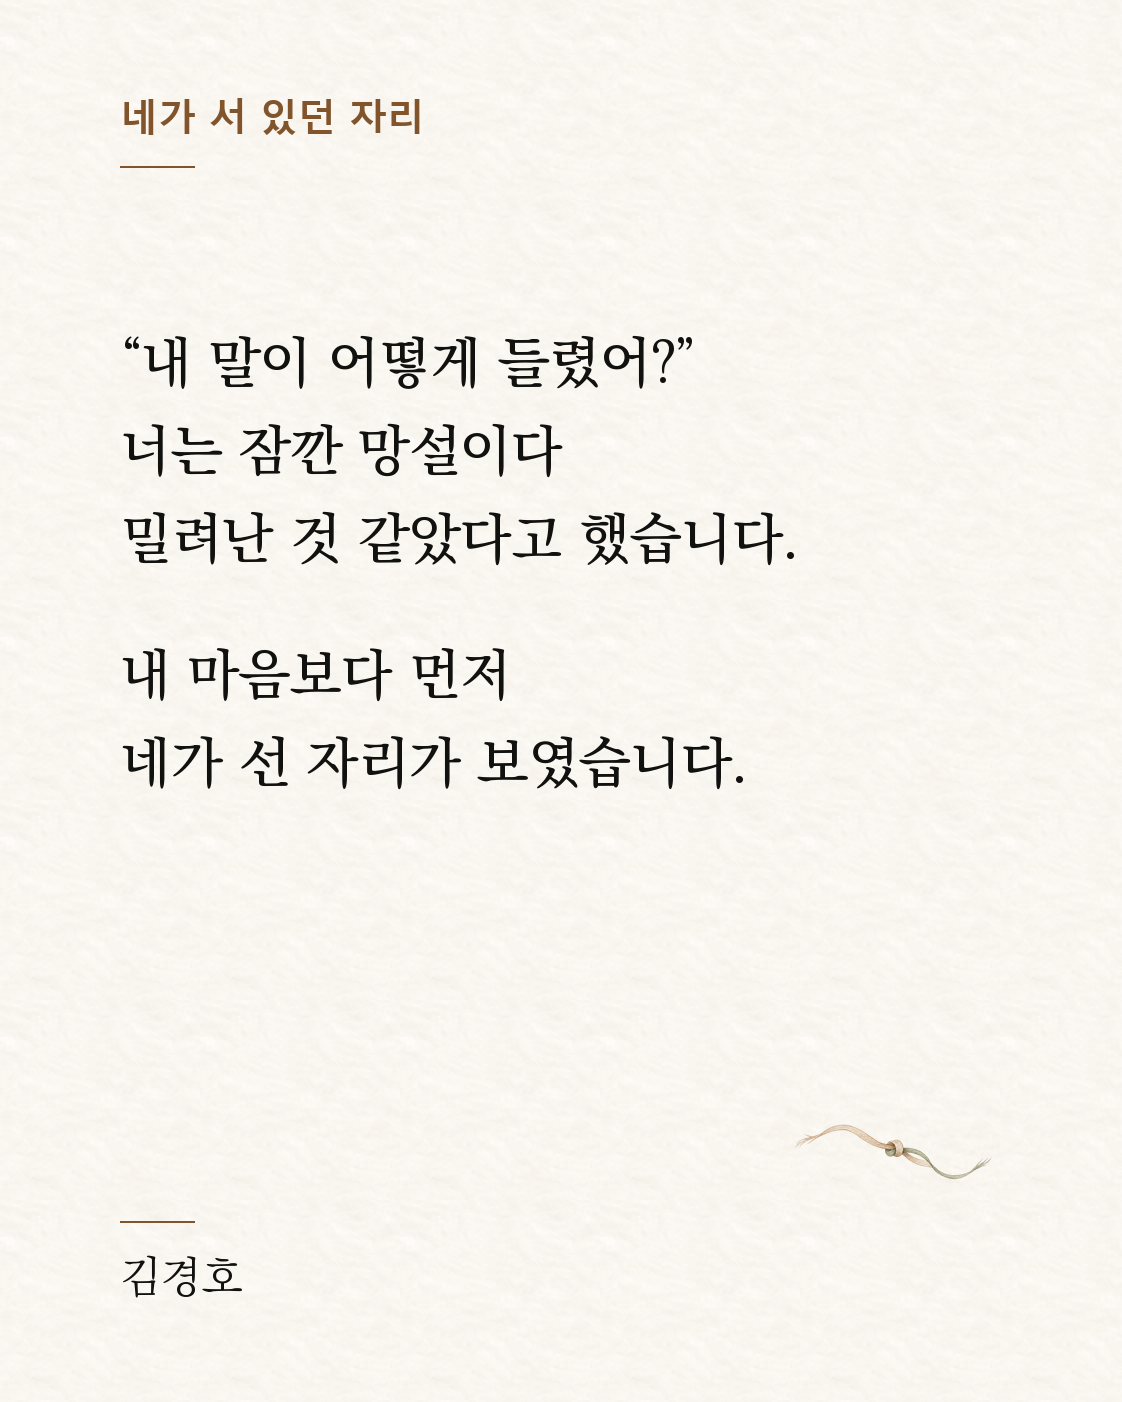 네가 서 있던 자리
“내 말이 어떻게 들렸어?”
너는 잠깐 망설이다
밀려난 것 같았다고 했습니다.
내 마음보다 먼저
네가 선 자리가 보였습니다.
김경호